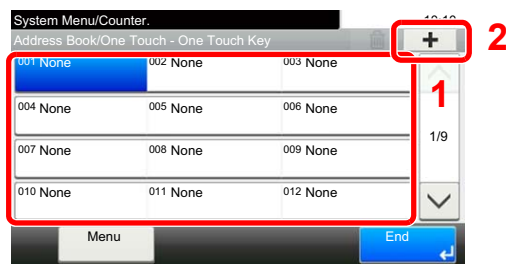 System Menu/Counter.
10:10
Address Book/One Touch - One Touch Key
+
2
001 None
002 None
003 None
1
004 None
005 None
006 None
1/9
007 None
008 None
009 None
010 None
011 None
012 None
Menu
End